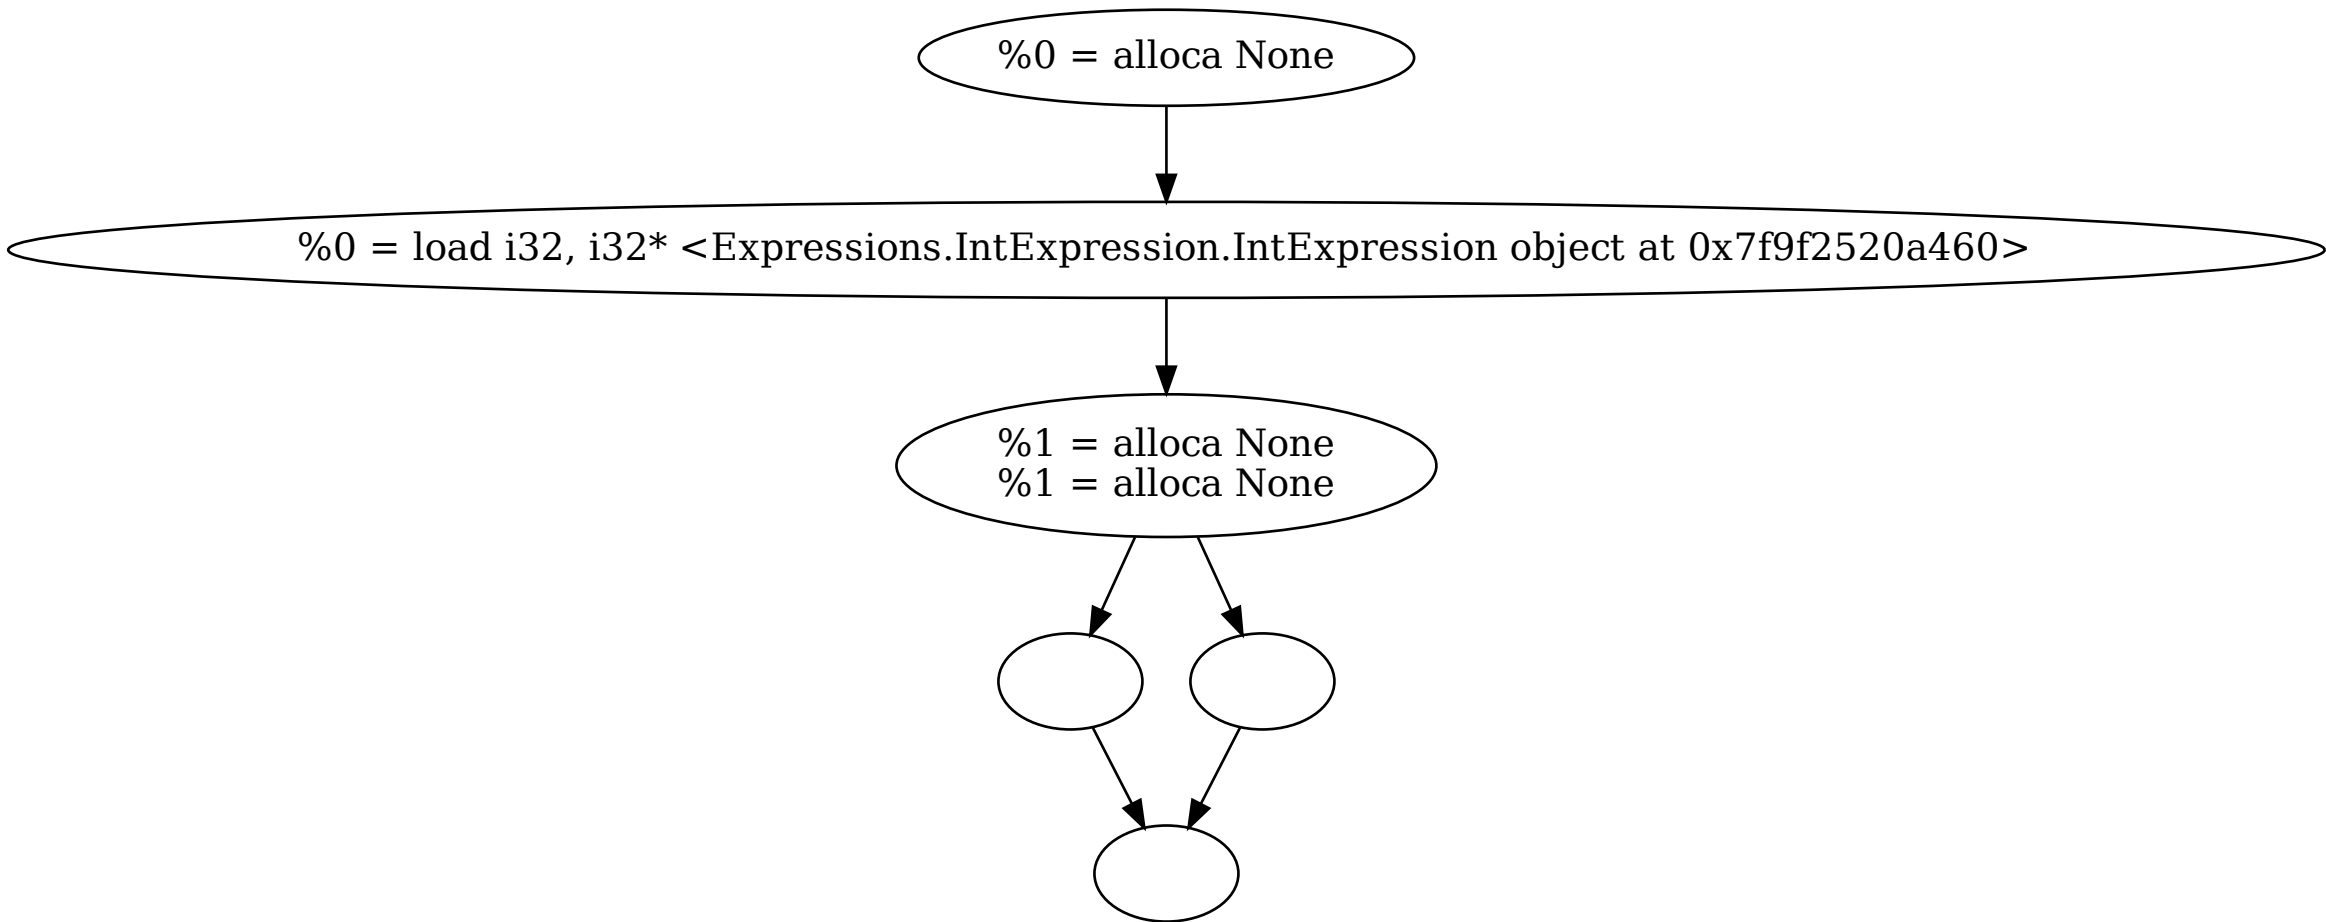 %0 = alloca None
%0 = load i32, i32* <Expressions.IntExpression.IntExpression object at 0x7f9f2520a460>
%1 = alloca None
%1 = alloca None